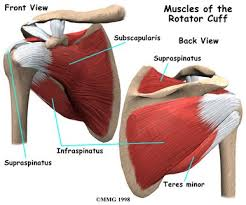 Front View
Muscles of the
Rotator Cuff
Subscapularis
Back View
Supraspinatus
Supraspinatus
Infraspinatus
Teres minor
©MMG 1998